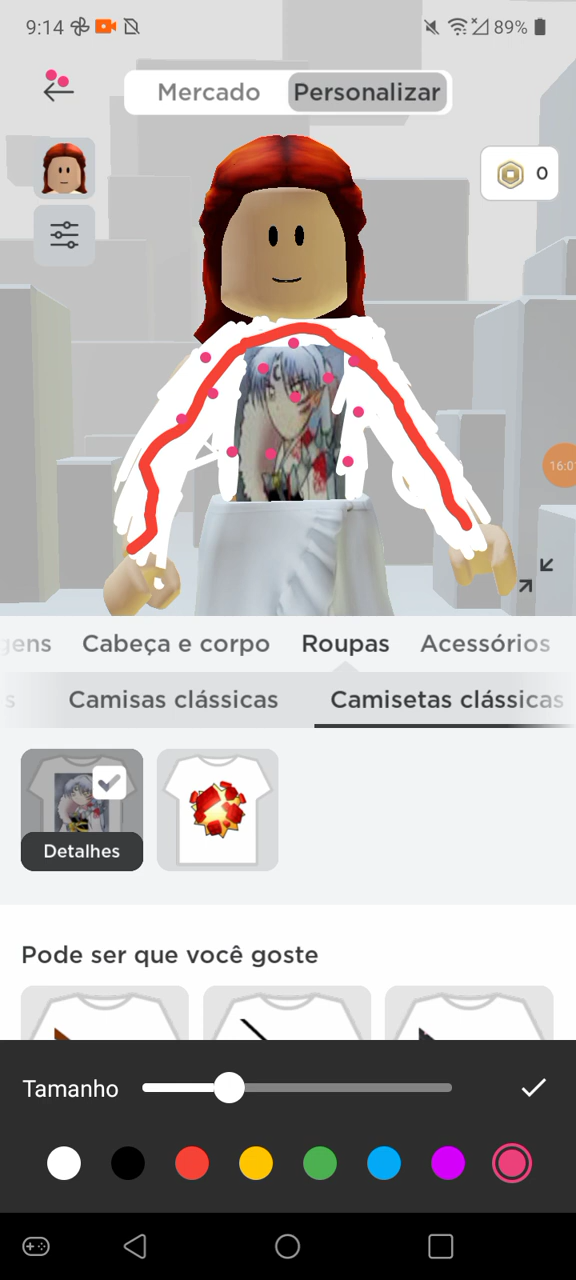 9:14
89%
Mercado
Personalizar
0
16:0
gens
Cabeça e corpo
Roupas
Acessórios
s
Camisas clássicas
Camisetas clássicas
Detalhes
Pode ser que você goste
Tamanho